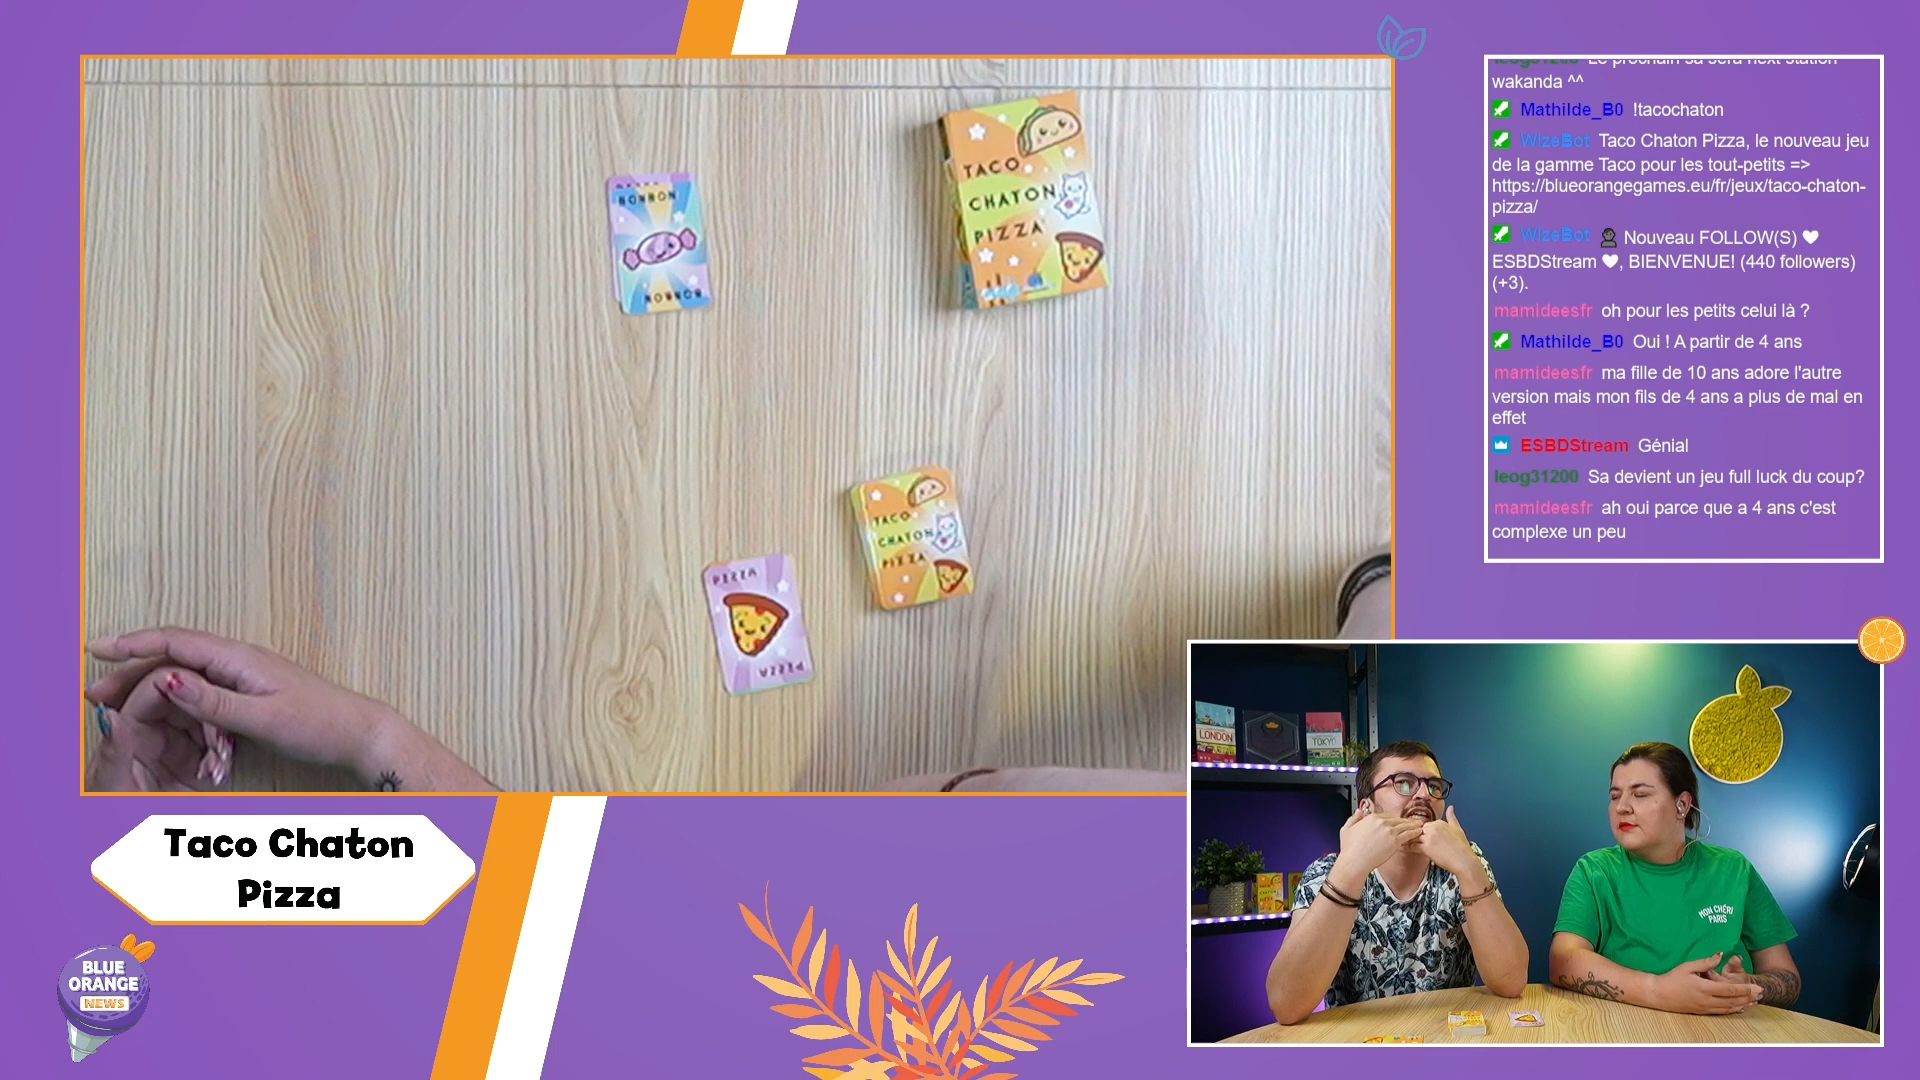 BONBON
BONBON
TACO
CHATON
PIZZA
TACO
CHATON
PIZZA
PIZZA
PIZZA
wakanda ^^
Mathilde_B0 !tacochaton
WizeBot Taco Chaton Pizza, le nouveau jeu
de la gamme Taco pour les tout-petits =>
https://blueorangegames.eu/fr/jeux/taco-chaton-
pizza/
WizeBot Nouveau FOLLOW(S)
ESBDStream , BIENVENUE! (440 followers)
(+3).
mamideesfr oh pour les petits celui là ?
Mathilde_B0 Oui ! A partir de 4 ans
mamideesfr ma fille de 10 ans adore l'autre
version mais mon fils de 4 ans a plus de mal en
effet
ESBDStream Génial
leog31200 Sa devient un jeu full luck du coup?
mamideesfr ah oui parce que a 4 ans c'est
complexe un peu
LONDON
TOKYO
MON CHÉRI
PARIS
Taco Chaton
Pizza
BLUE
ORANGE
NEWS